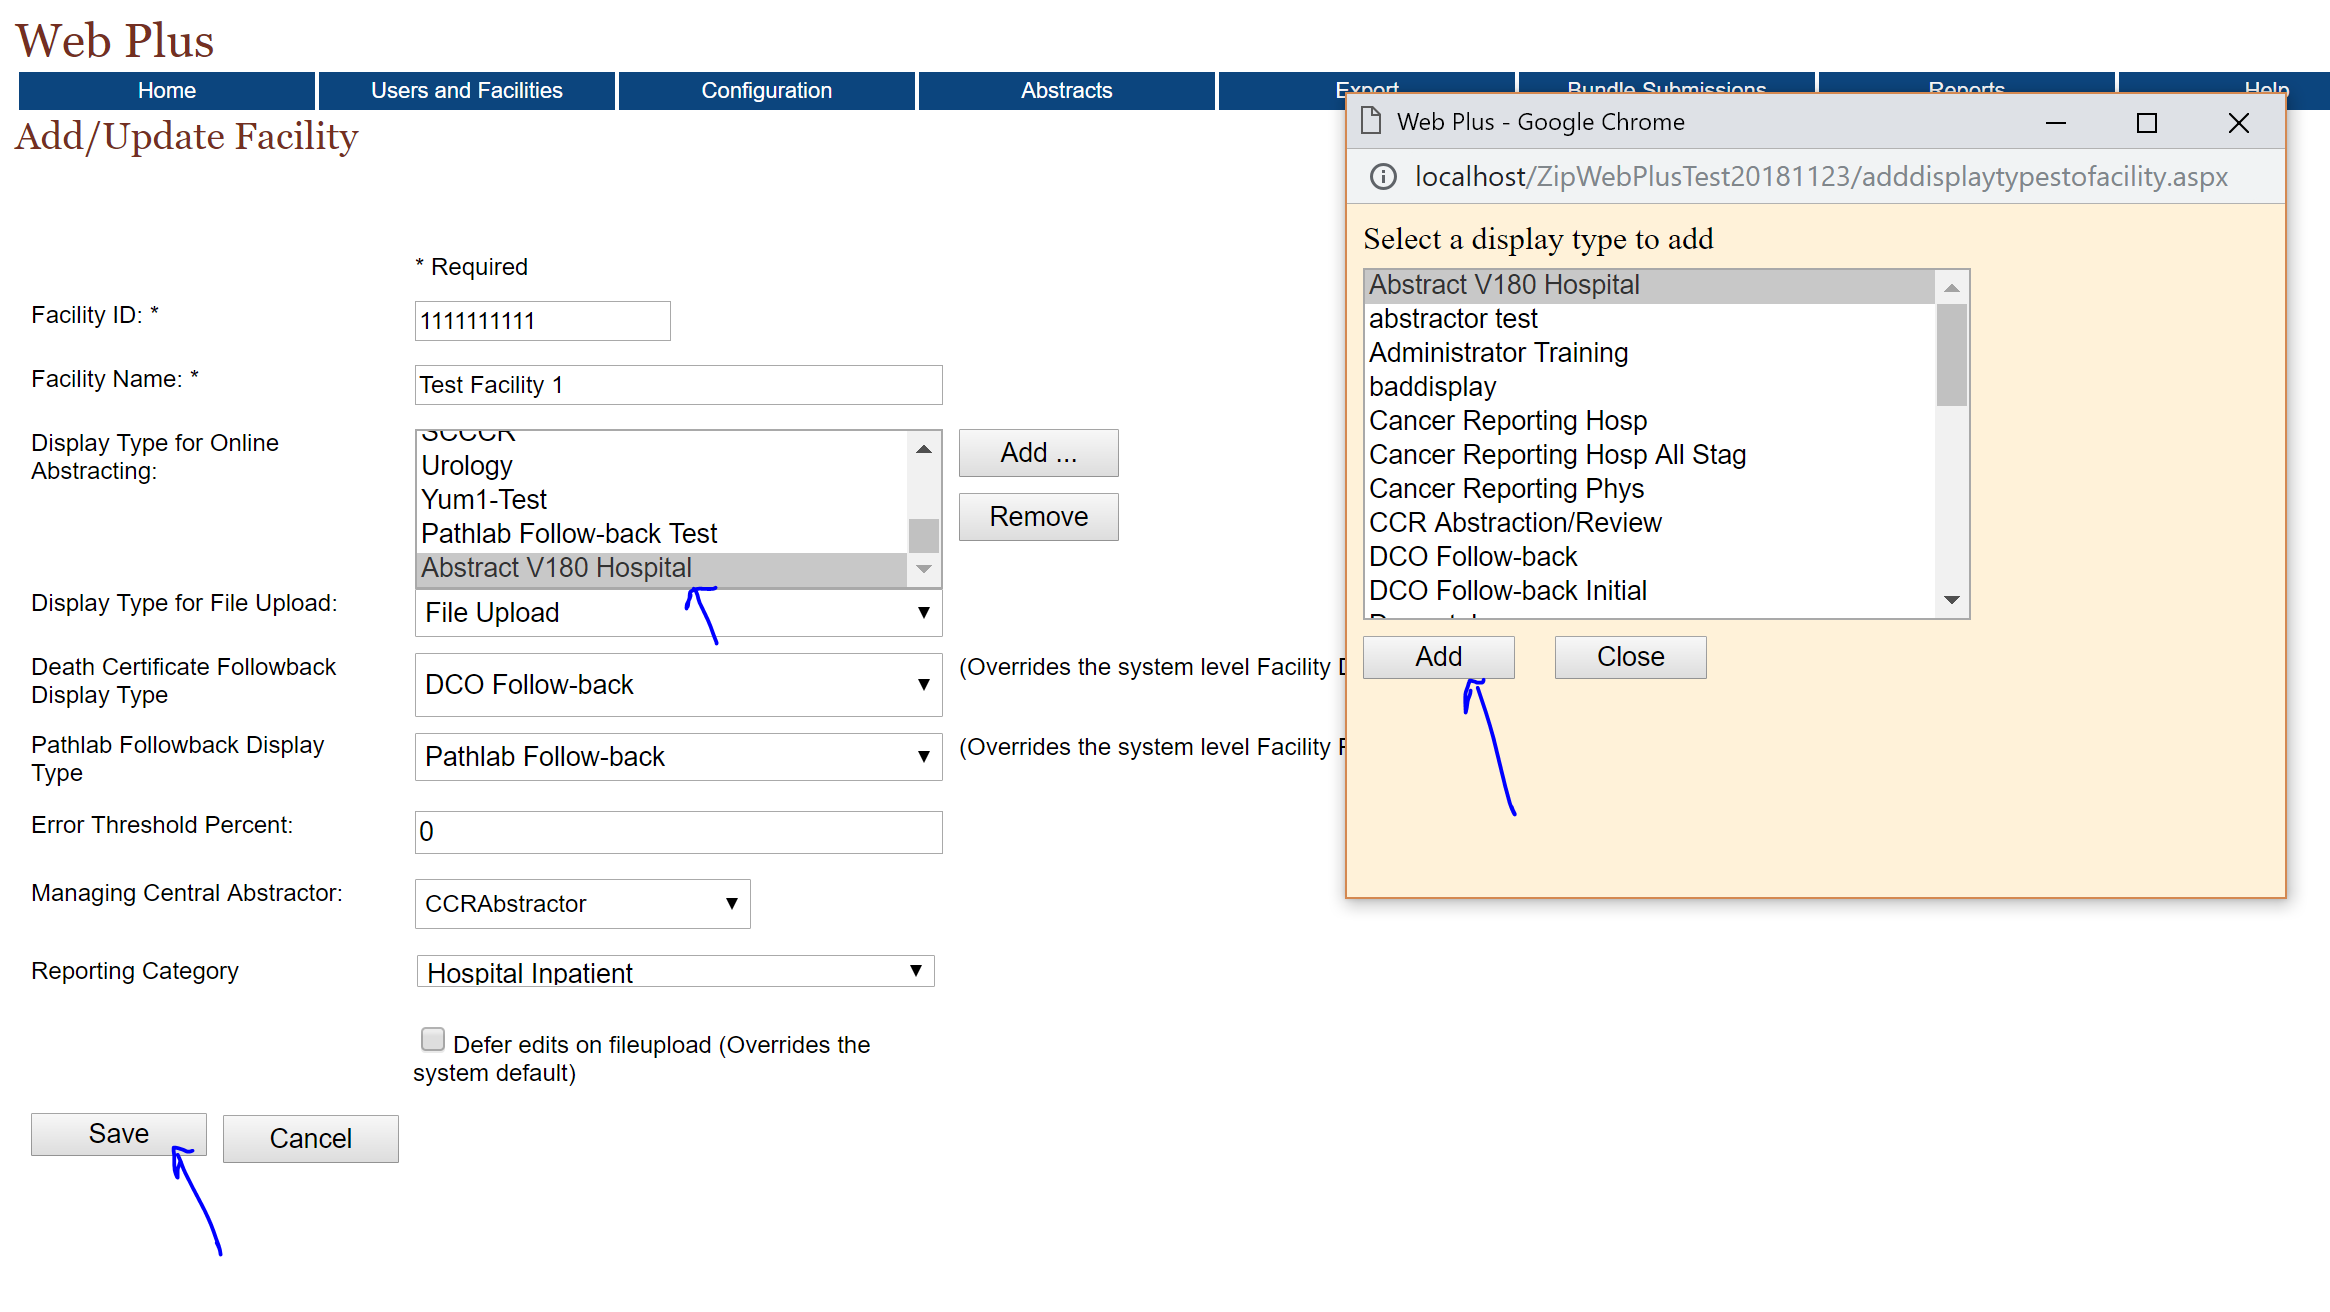 Web Plus
Home Users and Facilities Configuration Abstracts Export Bundle Submissions Reports Help
Add/Update Facility
* Required
Facility ID: * 1111111111
Facility Name: * Test Facility 1
Display Type for Online
Abstracting:
SCCCR
Urology
Yum1-Test
Pathlab Follow-back Test
Abstract V180 Hospital
Add ...
Remove
Display Type for File Upload: File Upload
Death Certificate Followback
Display Type
DCO Follow-back
(Overrides the system level Facility
Pathlab Followback Display
Type
Pathlab Follow-back
(Overrides the system level Facility
Error Threshold Percent: 0
Managing Central Abstractor: CCRAbstractor
Reporting Category Hospital Inpatient
Defer edits on fileupload (Overrides the
system default)
Save Cancel
Web Plus - Google Chrome
localhost/ZipWebPlusTest20181123/adddisplaytypestofacility.aspx
Select a display type to add
Abstract V180 Hospital
abstractor test
Administrator Training
baddisplay
Cancer Reporting Hosp
Cancer Reporting Hosp All Stag
Cancer Reporting Phys
CCR Abstraction/Review
DCO Follow-back
DCO Follow-back Initial
Add Close